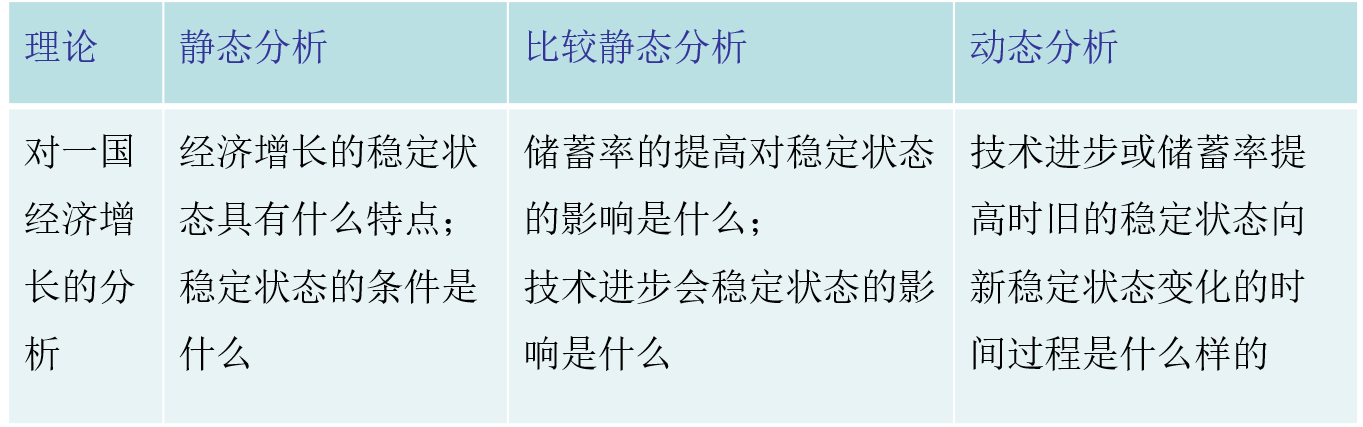 理论
静态分析
比较静态分析
动态分析
对一国
经济增
长的分
析
经济增长的稳定状
态具有什么特点；
稳定状态的条件是
什么
储蓄率的提高对稳定状态
的影响是什么；
技术进步会稳定状态的影
响是什么
技术进步或储蓄率提
高时旧的稳定状态向
新稳定状态变化的时
间过程是什么样的